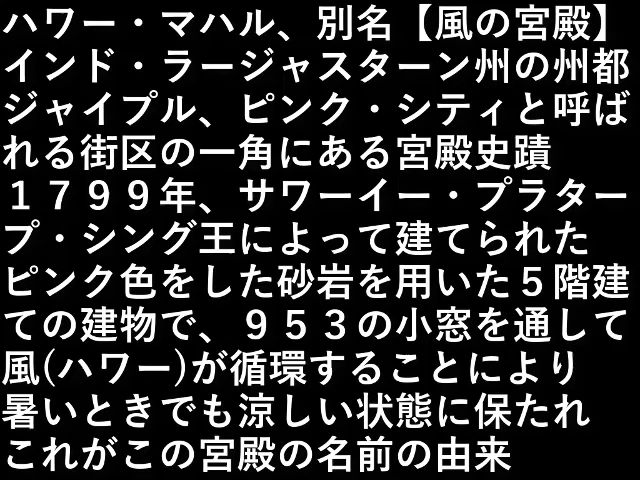 ハワー・マハル、別名【風の宮殿】
インド・ラージャスターン州の州都
ジャイプル、ピンク・シティと呼ば
れる街区の一角にある宮殿史蹟
１７９９年、サワーイー・プラター
プ・シング王によって建てられた
ピンク色をした砂岩を用いた５階建
ての建物で、９５３の小窓を通して
風(ハワー)が循環することにより
暑いときでも涼しい状態に保たれ
これがこの宮殿の名前の由来